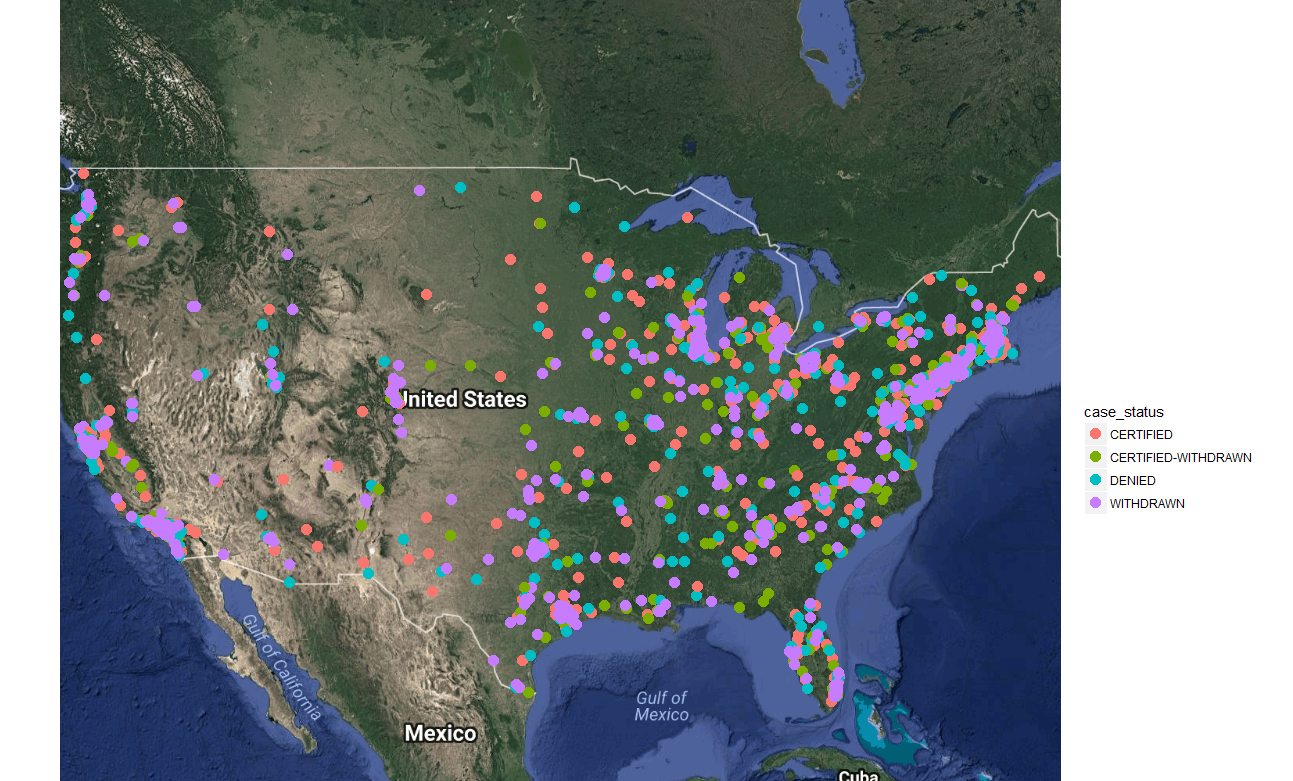 United States
case_status
CERTIFIED
CERTIFIED-WITHDRAWN
DENIED
WITHDRAWN
Gulf of California
Gulf of
Mexico
Mexico
Cuba